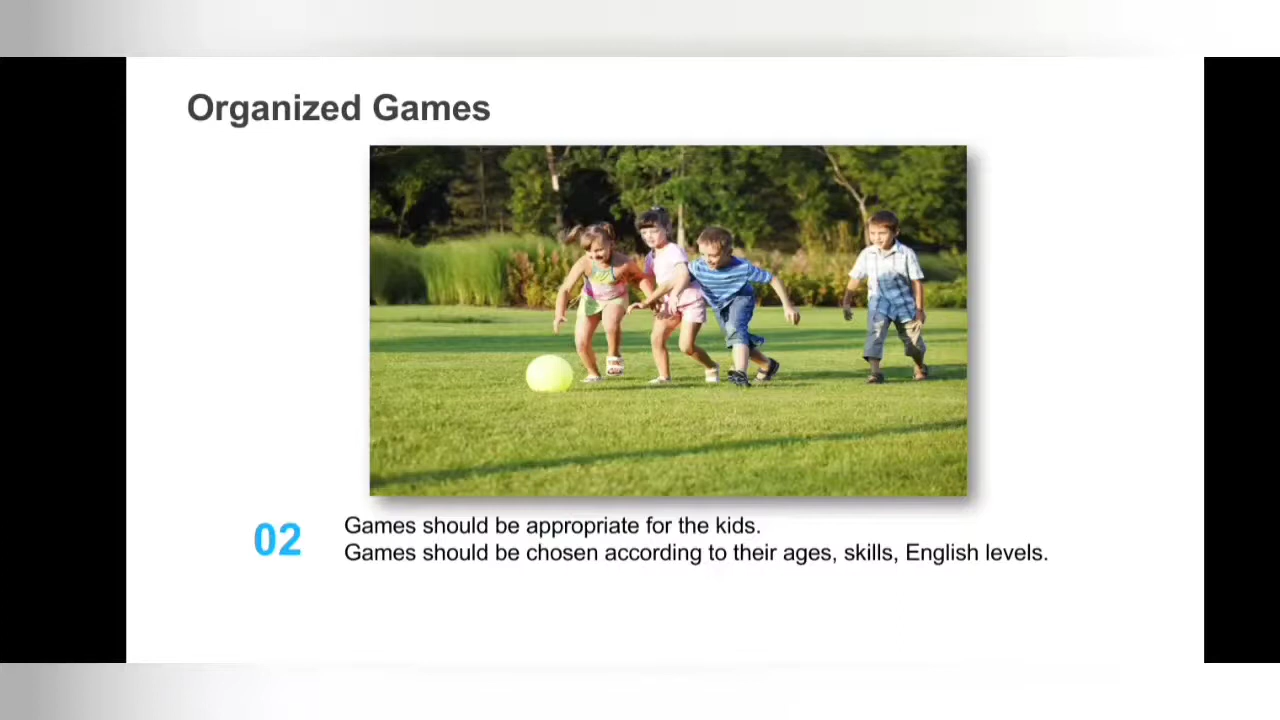 Organized Games
02
Games should be appropriate for the kids.
Games should be chosen according to their ages, skills, English levels.